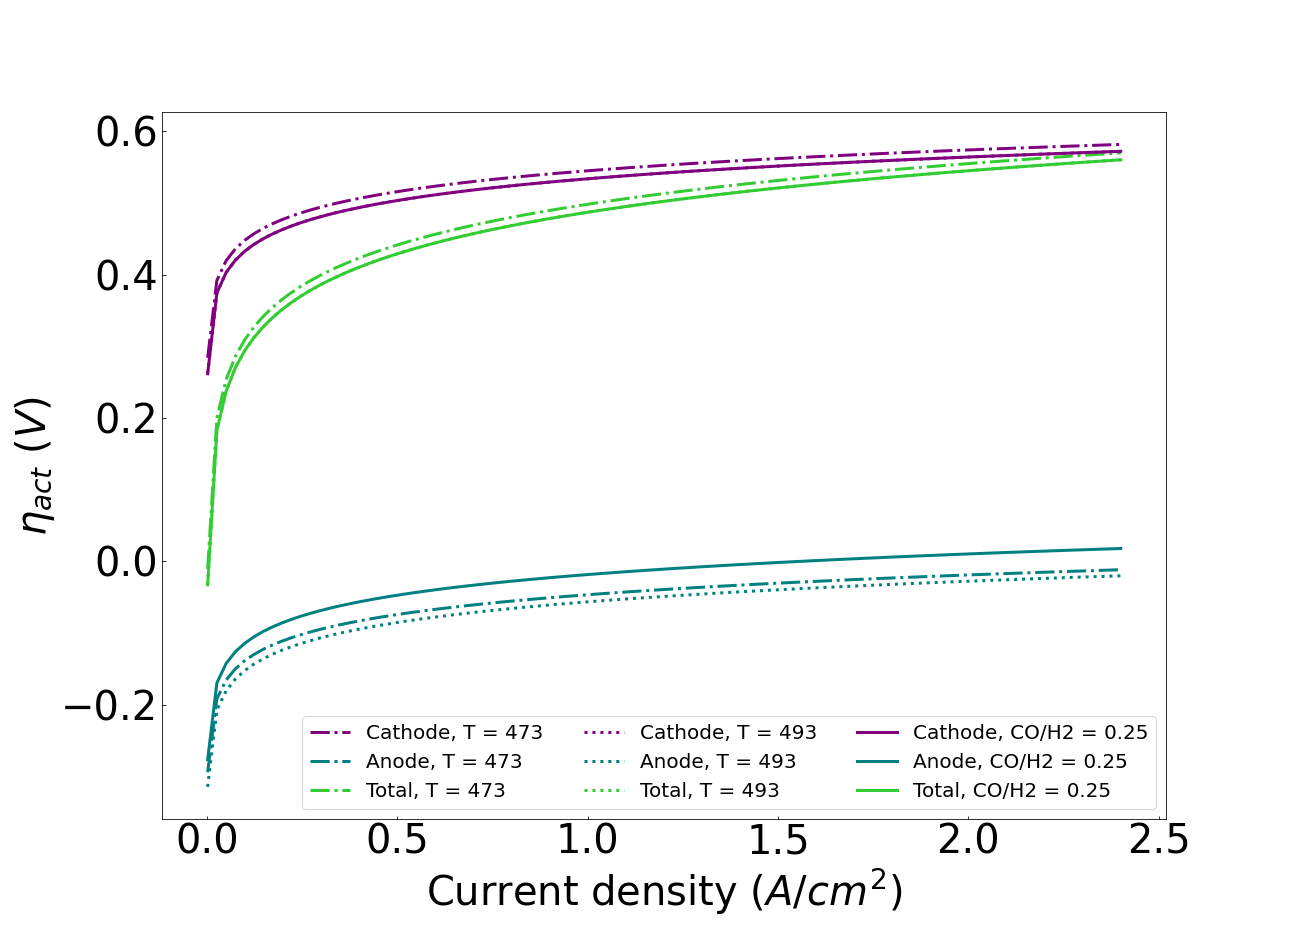 0.6
0.4
0.2
0.0
−0.2
η_act (V)
Cathode, T = 473
Anode, T = 473
Total, T = 473
Cathode, T = 493
Anode, T = 493
Total, T = 493
Cathode, CO/H2 = 0.25
Anode, CO/H2 = 0.25
Total, CO/H2 = 0.25
0.0 0.5 1.0 1.5 2.0 2.5
Current density (A/cm²)